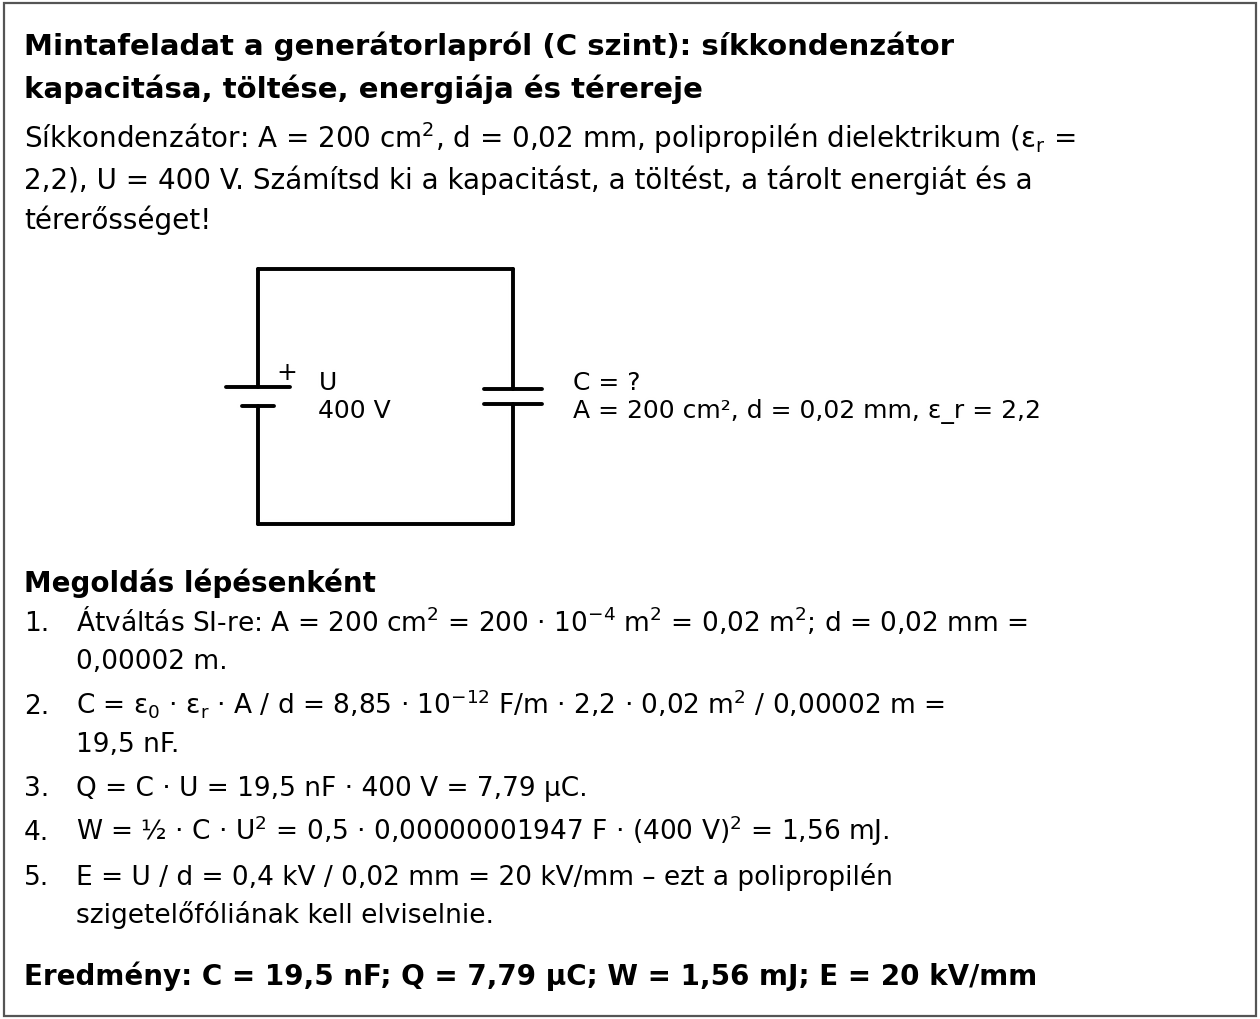 Mintafeladat a generátorlapról (C szint): síkkondenzátor
kapacitása, töltése, energiája és térereje
Síkkondenzátor: A = 200 cm², d = 0,02 mm, polipropilén dielektrikum (εᵣ =
2,2), U = 400 V. Számítsd ki a kapacitást, a töltést, a tárolt energiát és a
térerősséget!
+
U
400 V
C = ?
A = 200 cm², d = 0,02 mm, ε_r = 2,2
Megoldás lépésenként
1. Átváltás SI-re: A = 200 cm² = 200 · 10⁻⁴ m² = 0,02 m²; d = 0,02 mm =
0,00002 m.
2. C = ε₀ · εᵣ · A / d = 8,85 · 10⁻¹² F/m · 2,2 · 0,02 m² / 0,00002 m =
19,5 nF.
3. Q = C · U = 19,5 nF · 400 V = 7,79 µC.
4. W = ½ · C · U² = 0,5 · 0,00000001947 F · (400 V)² = 1,56 mJ.
5. E = U / d = 0,4 kV / 0,02 mm = 20 kV/mm – ezt a polipropilén
szigetelőfóliának kell elviselnie.
Eredmény: C = 19,5 nF; Q = 7,79 µC; W = 1,56 mJ; E = 20 kV/mm